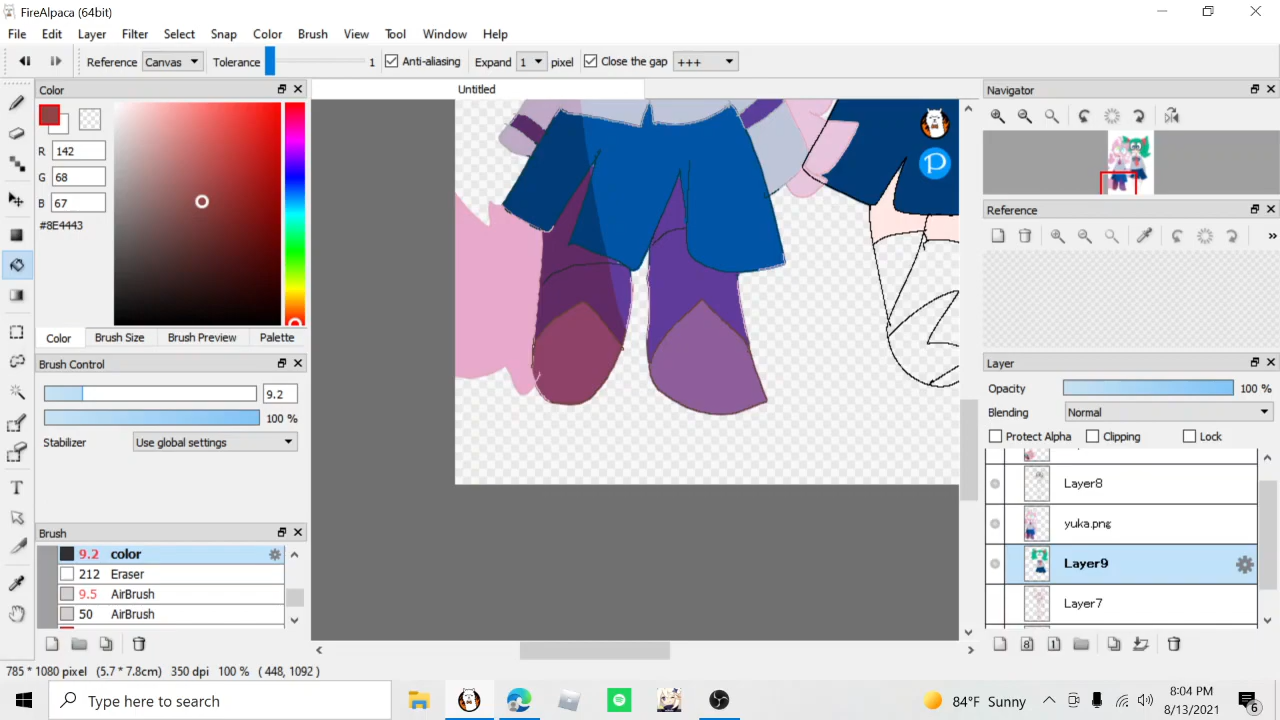 FireAlpaca (64bit)
File Edit Layer Filter Select Snap Color Brush View Tool Window Help
Reference Canvas Tolerance 1 Anti-aliasing Expand 1 pixel Close the gap +++
Color
Untitled
Navigator
R 142
G 68
B 67
#8E4443
P
Reference
»
Color Brush Size Brush Preview Palette
Brush Control
9.2
100 %
Stabilizer Use global settings
Layer
Opacity 100 %
Blending Normal
Protect Alpha Clipping Lock
Layer8
yuka.png
Layer9
Layer7
Brush
9.2 color
212 Eraser
9.5 AirBrush
50 AirBrush
8 1
785 * 1080 pixel (5.7 * 7.8cm) 350 dpi 100 % ( 448, 1092 )
Type here to search
84°F Sunny
8:04 PM
8/13/2021
6